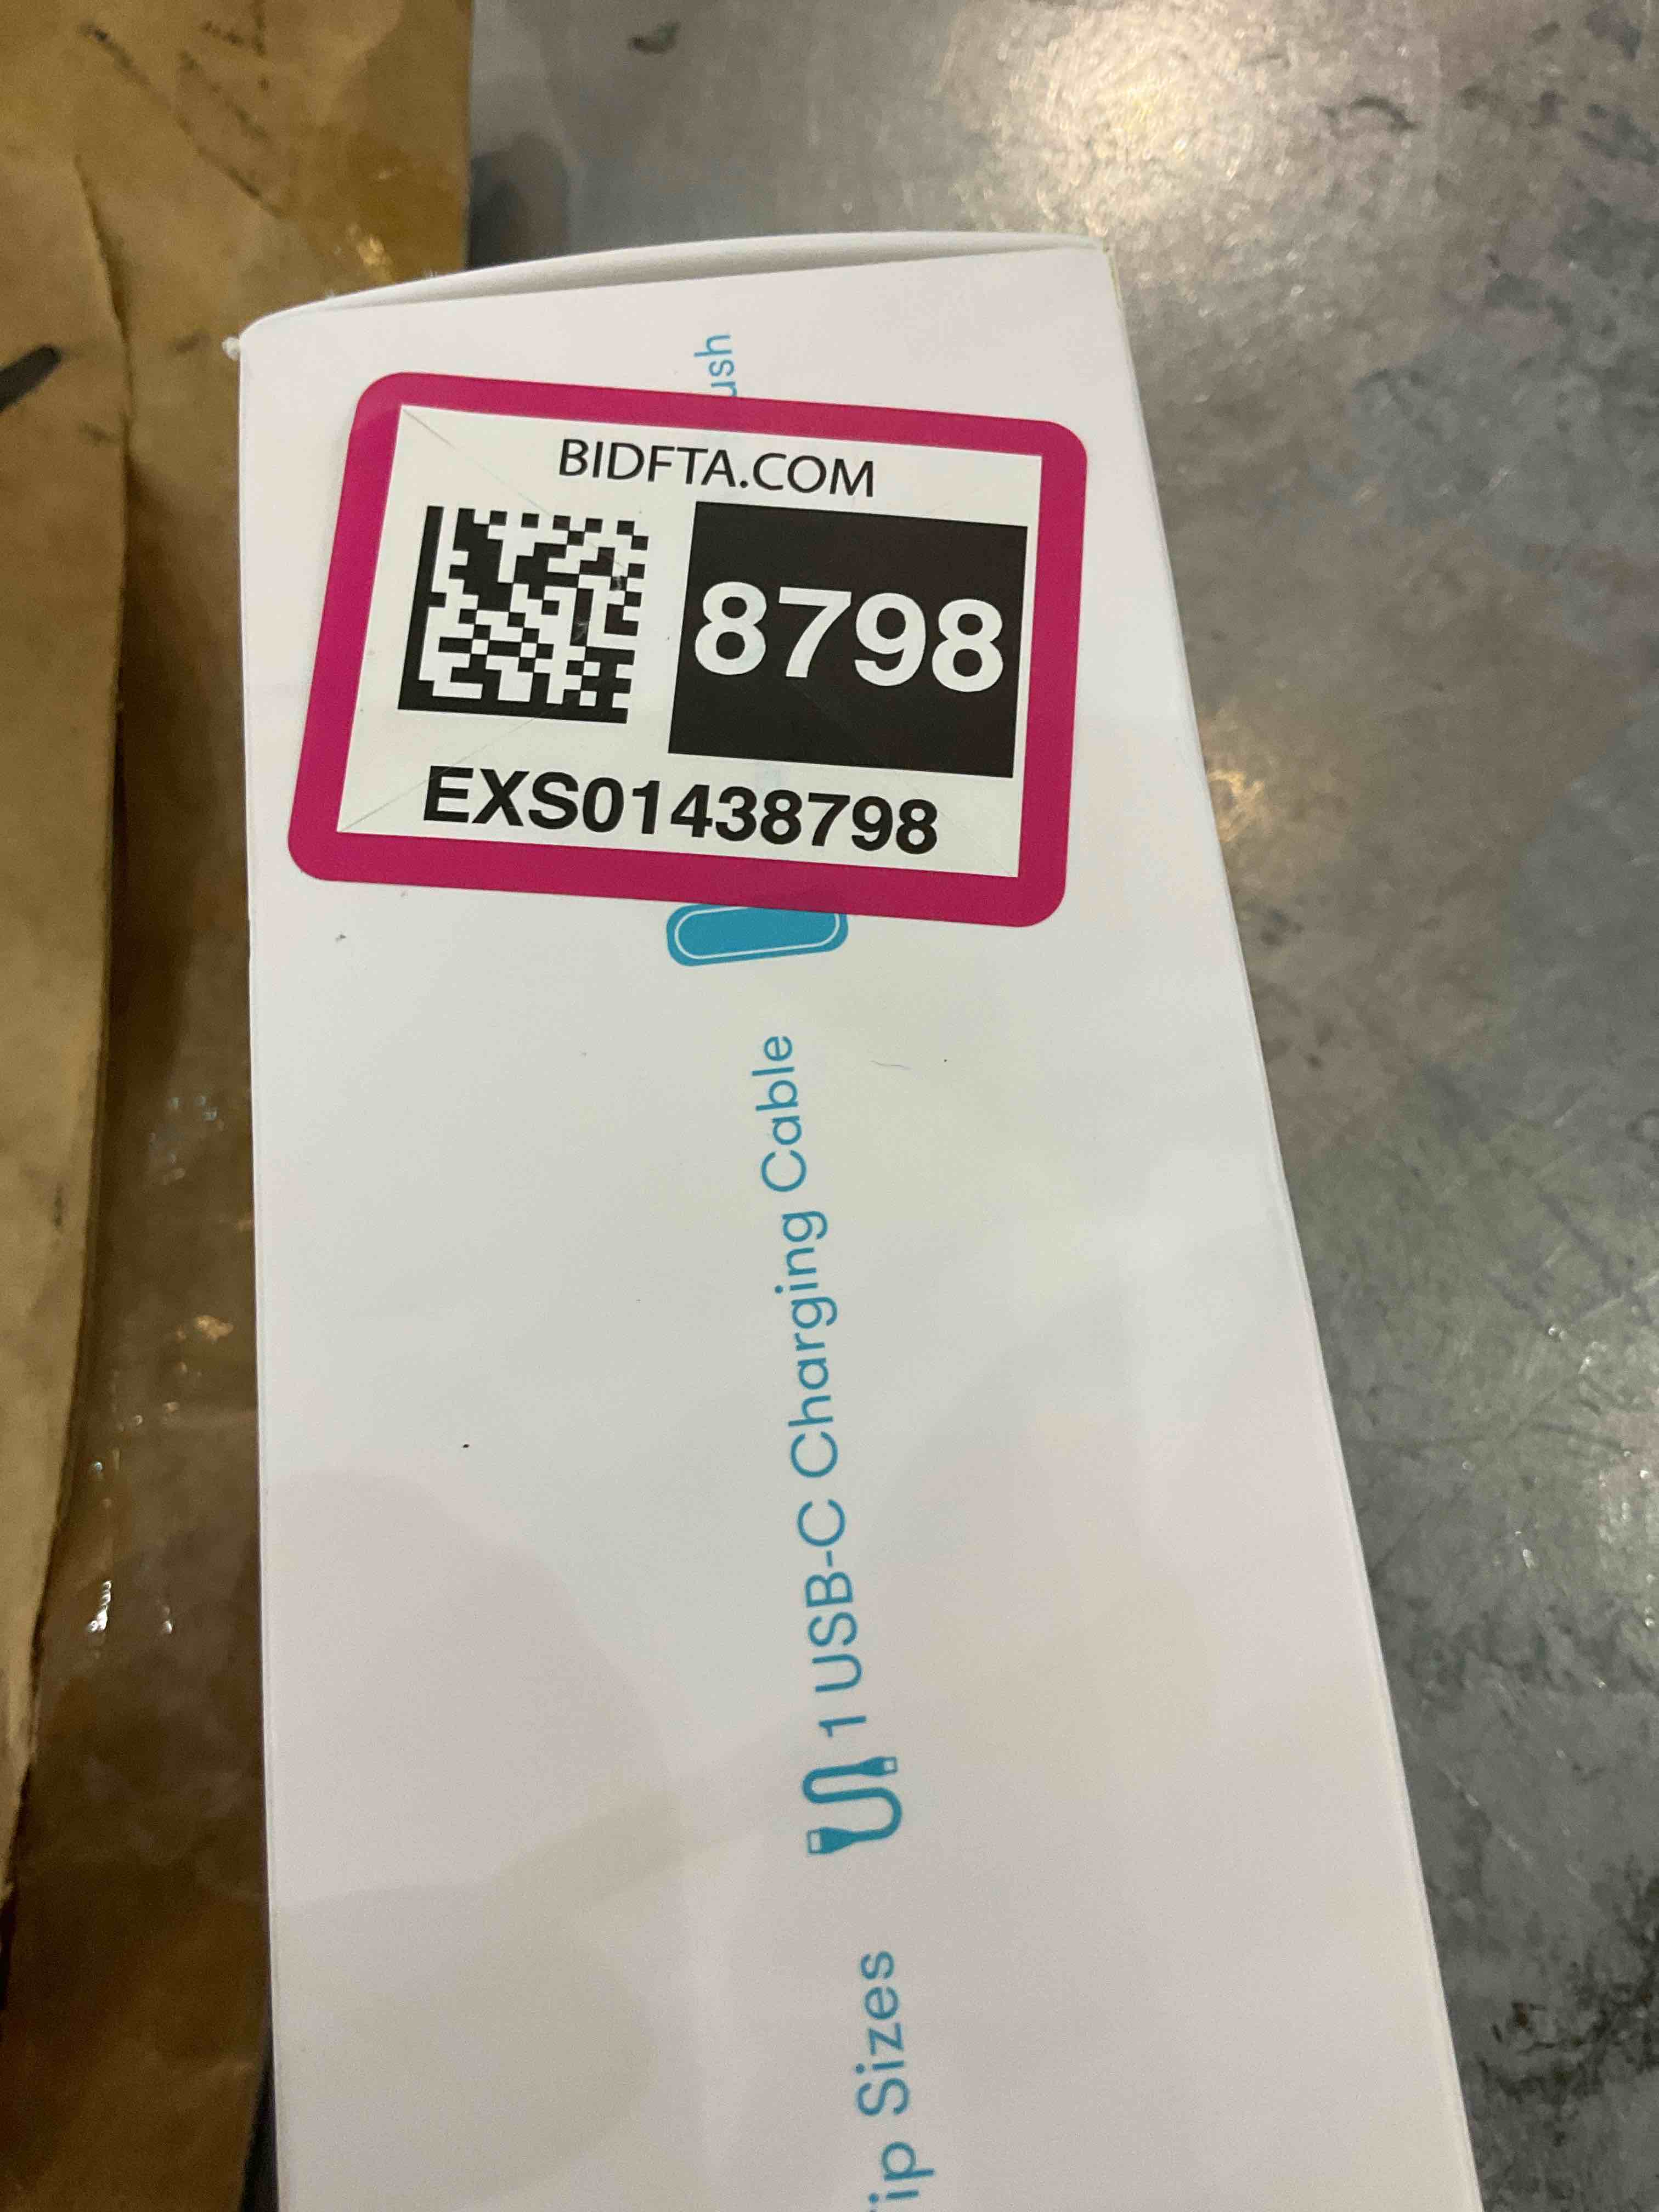 BIDFTA.COM
8798
EXS01438798
1 USB-C Charging Cable
Sizes